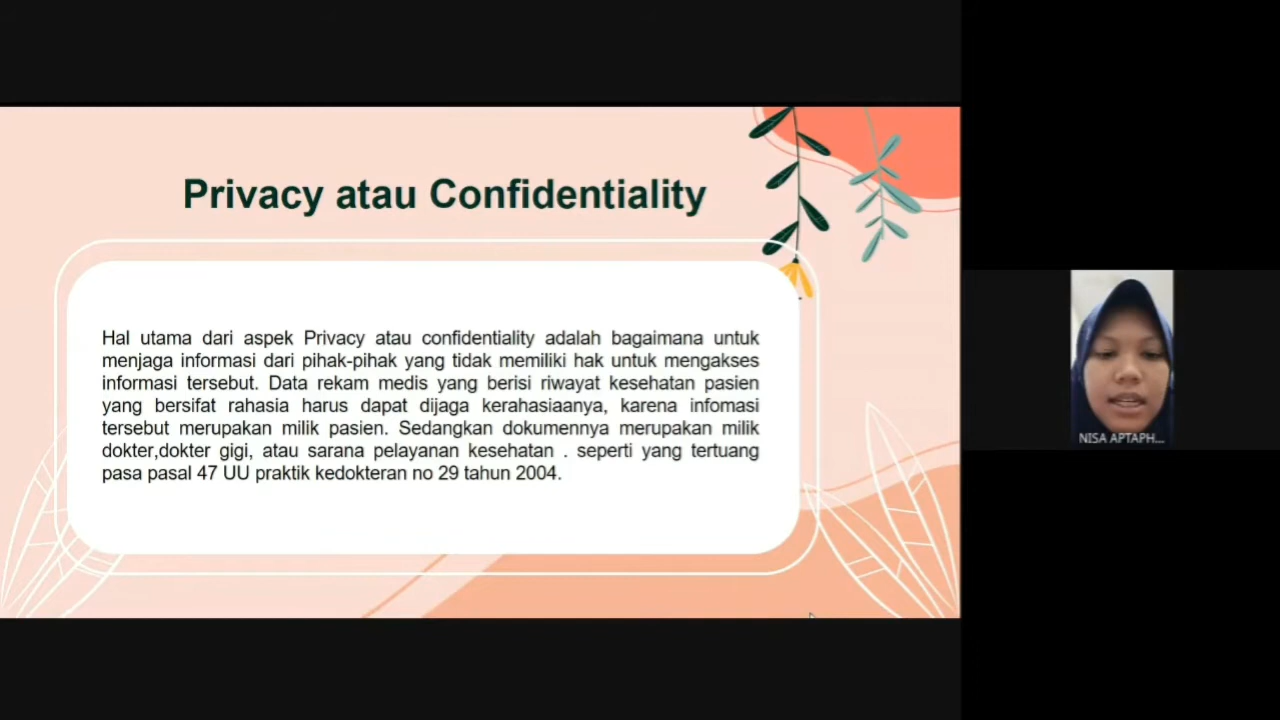 Privacy atau Confidentiality
Hal utama dari aspek Privacy atau confidentiality adalah bagaimana untuk
menjaga informasi dari pihak-pihak yang tidak memiliki hak untuk mengakses
informasi tersebut. Data rekam medis yang berisi riwayat kesehatan pasien
yang bersifat rahasia harus dapat dijaga kerahasiaanya, karena infomasi
tersebut merupakan milik pasien. Sedangkan dokumennya merupakan milik
dokter,dokter gigi, atau sarana pelayanan kesehatan . seperti yang tertuang
pasa pasal 47 UU praktik kedokteran no 29 tahun 2004.
NISA APTAPH...